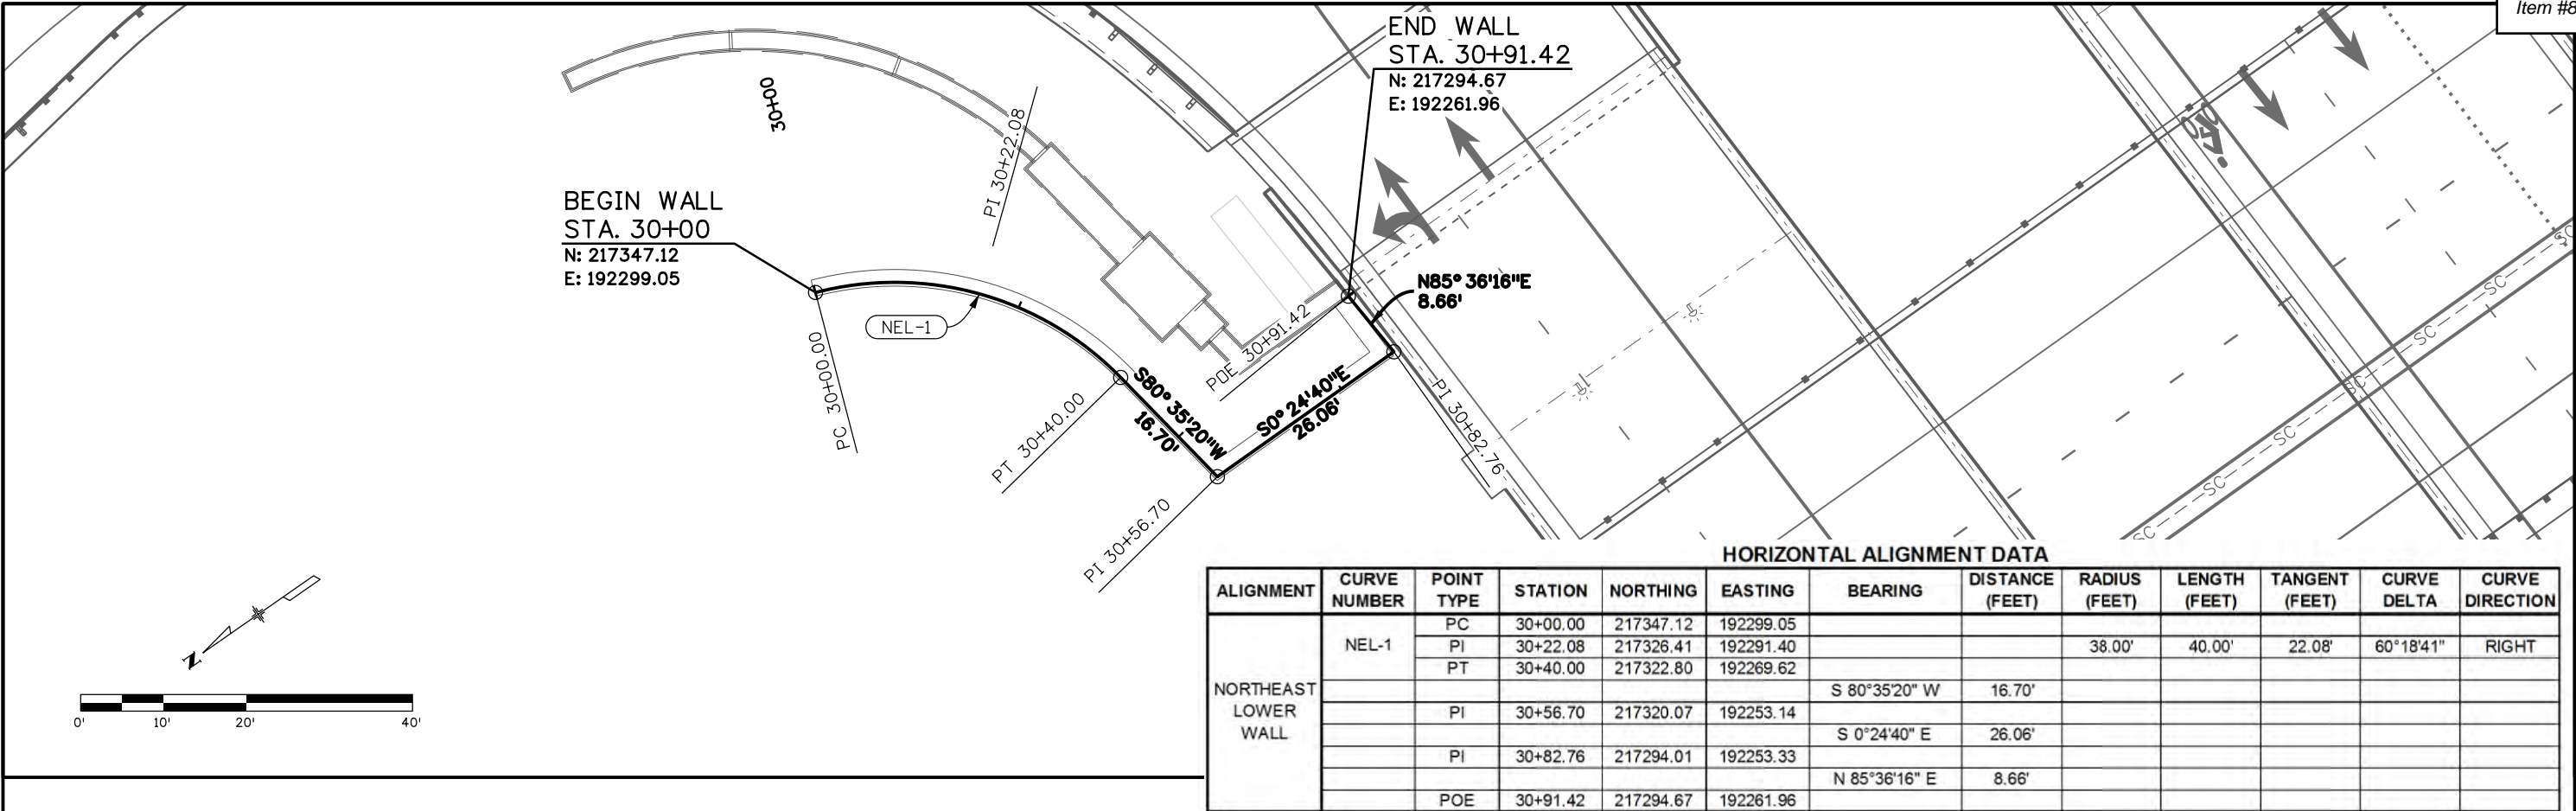 Item #8
END WALL
STA. 30+91.42
N: 217294.67
E: 192261.96
30+00
PI 30+22.08
BEGIN WALL
STA. 30+00
N: 217347.12
E: 192299.05
NEL-1
N85° 36'16"E
8.66'
PC 30+00.00
POE 30+91.42
S80° 35'20"W
16.70'
S0° 24'40"E
26.06'
PT 30+40.00
PI 30+82.76
PI 30+56.70
SC
SC
SC
SC
SC
SC
SC
N
0' 10' 20' 40'
HORIZONTAL ALIGNMENT DATA
ALIGNMENT CURVE NUMBER POINT TYPE STATION NORTHING EASTING BEARING DISTANCE (FEET) RADIUS (FEET) LENGTH (FEET) TANGENT (FEET) CURVE DELTA CURVE DIRECTION
NORTHEAST LOWER WALL
NEL-1
PC 30+00.00 217347.12 192299.05
PI 30+22.08 217326.41 192291.40 38.00' 40.00' 22.08' 60°18'41" RIGHT
PT 30+40.00 217322.80 192269.62
S 80°35'20" W 16.70'
PI 30+56.70 217320.07 192253.14
S 0°24'40" E 26.06'
PI 30+82.76 217294.01 192253.33
N 85°36'16" E 8.66'
POE 30+91.42 217294.67 192261.96